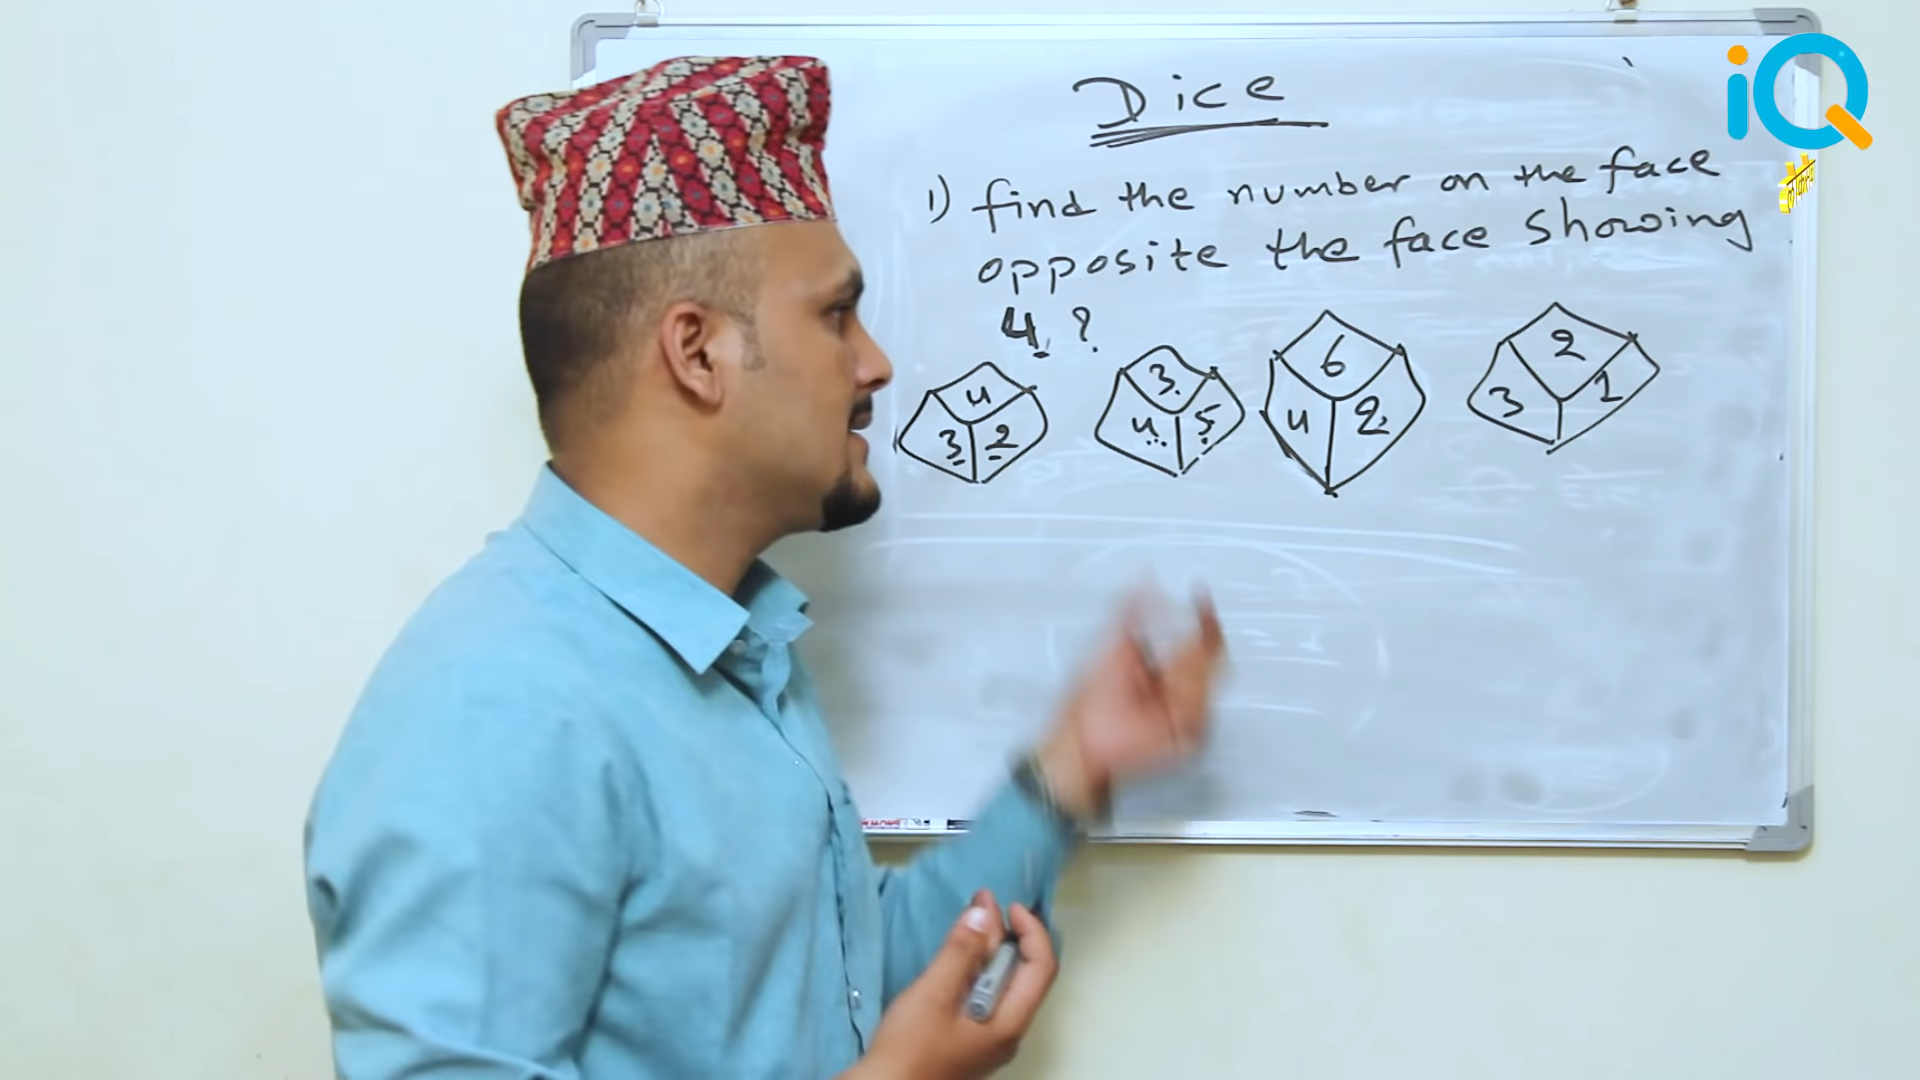 iQ
Dice
1) find the number on the face
opposite the face showing
4 ?
4 3 2
3 4 5
6 4 2
2 3 1